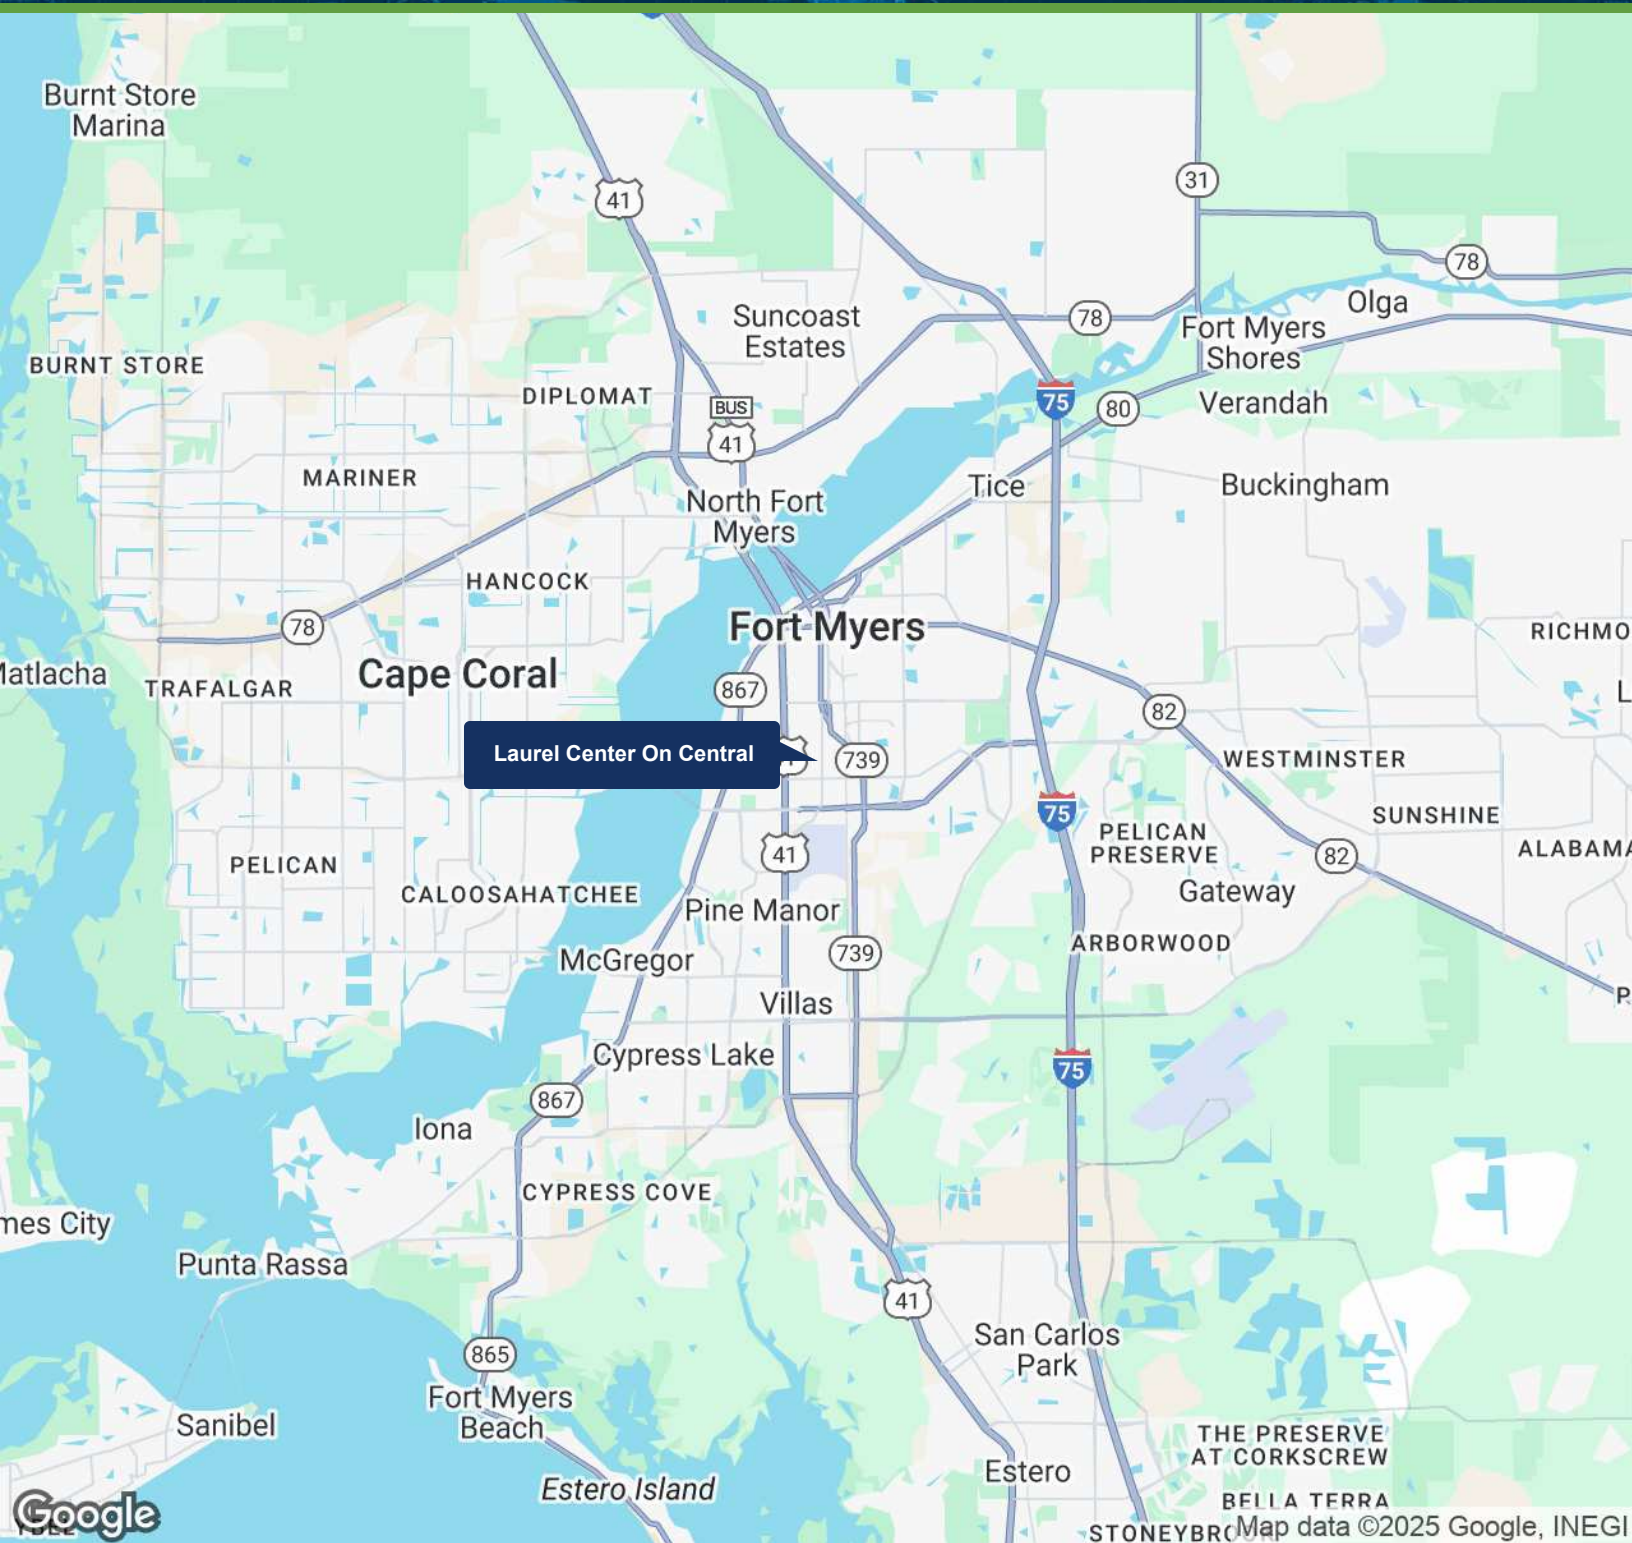 Burnt Store
Marina
41
31
78
Olga
Suncoast
Estates
78
Fort Myers
Shores
BURNT STORE
DIPLOMAT
BUS
41
75
80
Verandah
MARINER
Tice
Buckingham
North Fort
Myers
HANCOCK
78
Fort Myers
RICHMO
Matlacha
TRAFALGAR
Cape Coral
867
82
Laurel Center On Central
739
WESTMINSTER
75
SUNSHINE
PELICAN
PRESERVE
41
82
ALABAMA
PELICAN
CALOOSAHATCHEE
Pine Manor
Gateway
McGregor
739
ARBORWOOD
Villas
Cypress Lake
75
867
Iona
CYPRESS COVE
mes City
Punta Rassa
41
San Carlos
Park
865
Fort Myers
Beach
Sanibel
THE PRESERVE
AT CORKSCREW
Estero
Estero Island
BELLA TERRA
Google
STONEYBRO
Map data ©2025 Google, INEGI